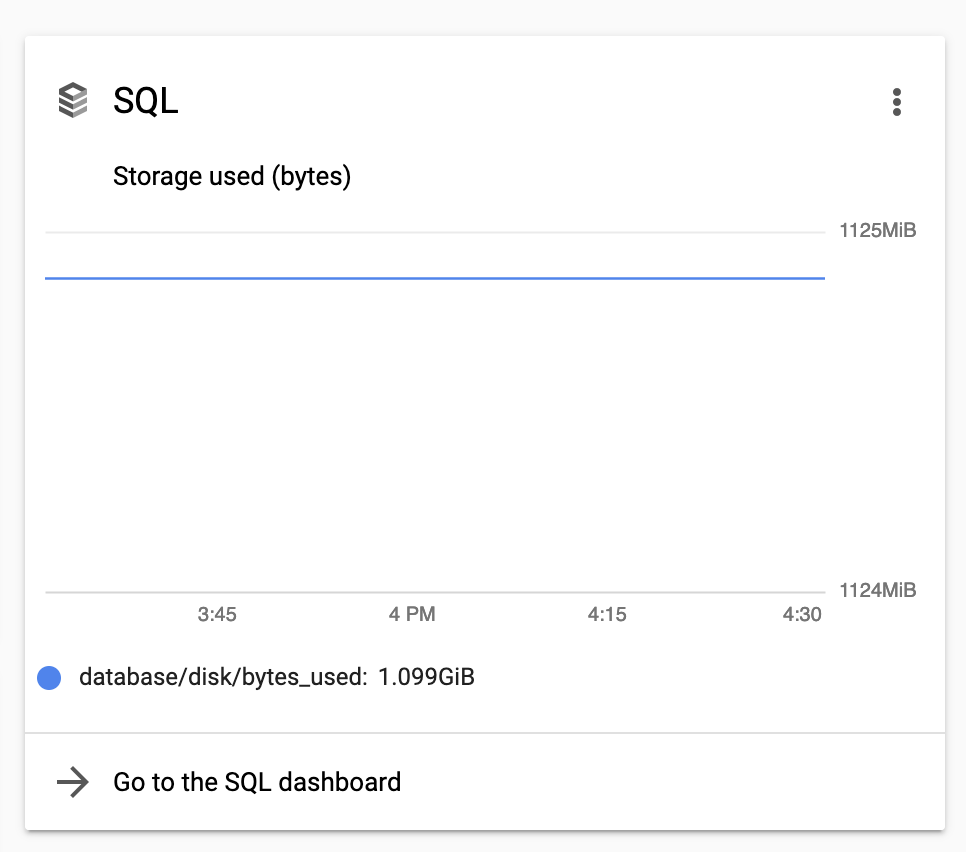 SQL
Storage used (bytes)
1125MiB
1124MiB
3:45 4 PM 4:15 4:30
database/disk/bytes_used: 1.099GiB
Go to the SQL dashboard